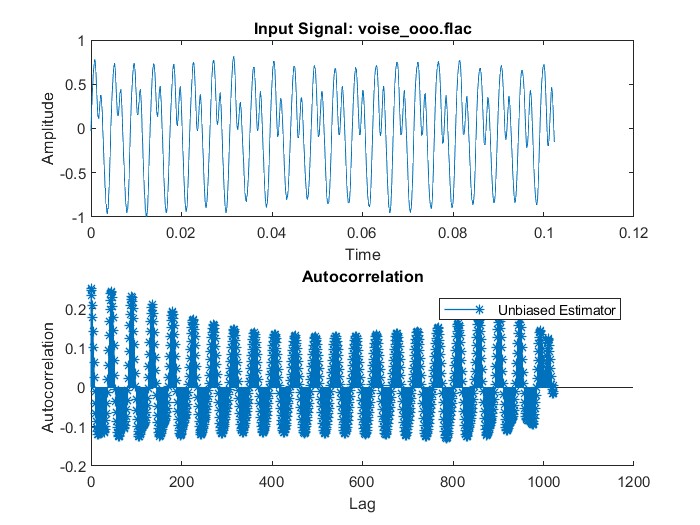 Input Signal: voise_ooo.flac
1
0.5
0
-0.5
-1
Amplitude
0 0.02 0.04 0.06 0.08 0.1 0.12
Time
Autocorrelation
0.2
0.1
0
-0.1
-0.2
Autocorrelation
Unbiased Estimator
0 200 400 600 800 1000 1200
Lag